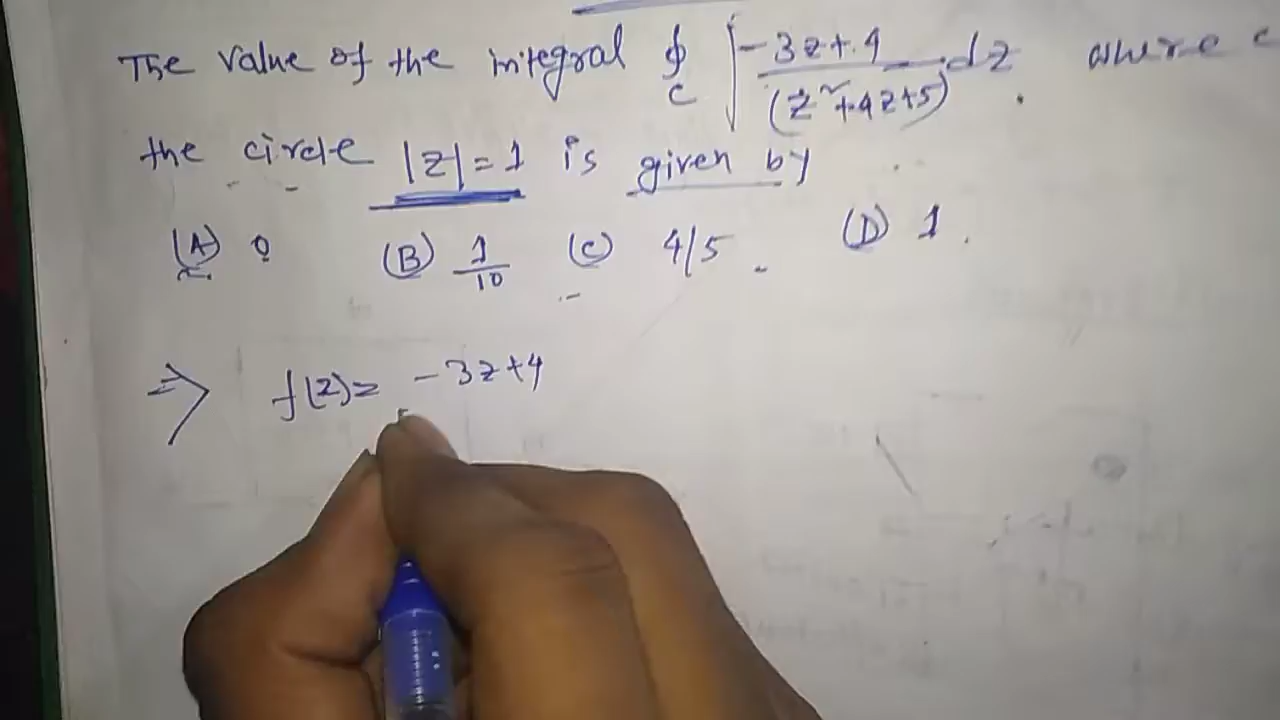 The value of the integral ∮_C (-3z+4)/(z²+4z+5) dz where c
the circle |z|=1 is given by
(A) 0 (B) 1/10 (C) 4/5 . (D) 1 .
⇒ f(z)= -3z+4